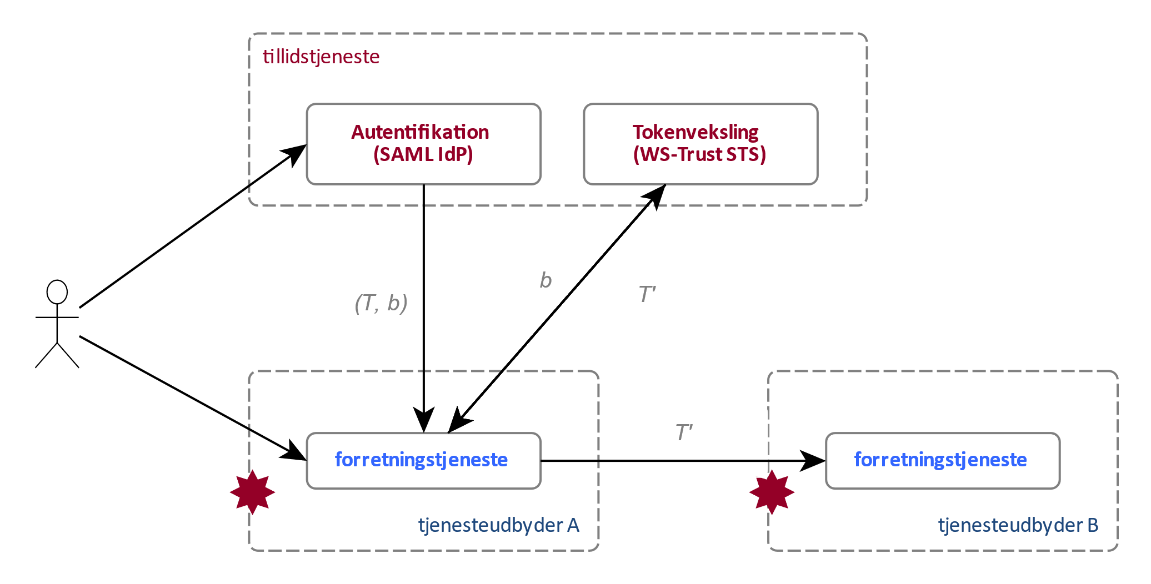 tillidstjeneste
Autentifikation
(SAML IdP)
Tokenveksling
(WS-Trust STS)
b
T'
(T, b)
T'
forretningstjeneste
forretningstjeneste
tjenesteudbyder A
tjenesteudbyder B